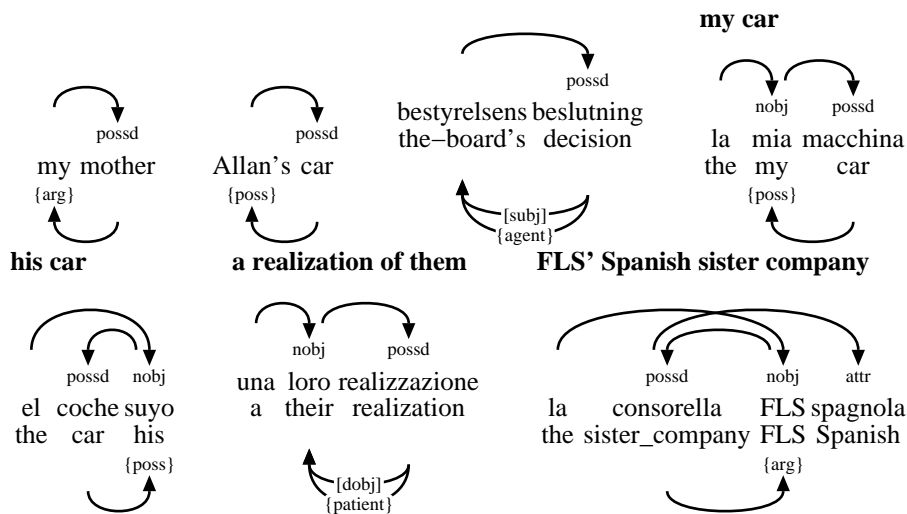 my car
possd
possd
possd
nobj possd
my mother
Allan's car
bestyrelsens beslutning
the−board's decision
la mia macchina
the my car
{arg}
{poss}
[subj]
{agent}
{poss}
his car
a realization of them
FLS' Spanish sister company
possd nobj
nobj possd
possd nobj attr
el coche suyo
the car his
una loro realizzazione
a their realization
la consorella FLS spagnola
the sister_company FLS Spanish
{poss}
[dobj]
{patient}
{arg}